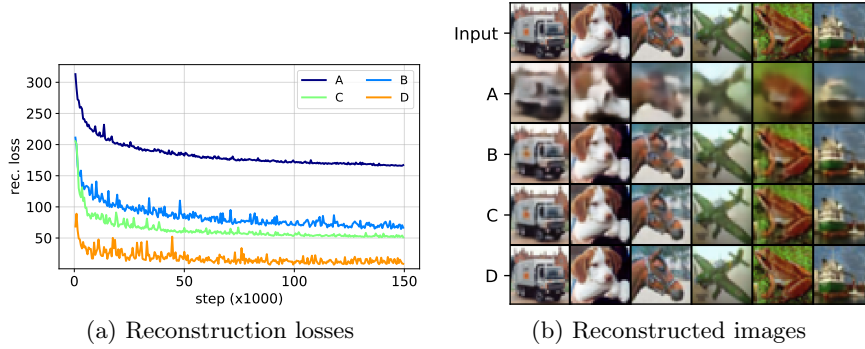 300
250
200
150
100
50
rec. loss
A
B
C
D
0
50
100
150
step (x1000)
(a) Reconstruction losses
Input
A
B
C
D
(b) Reconstructed images